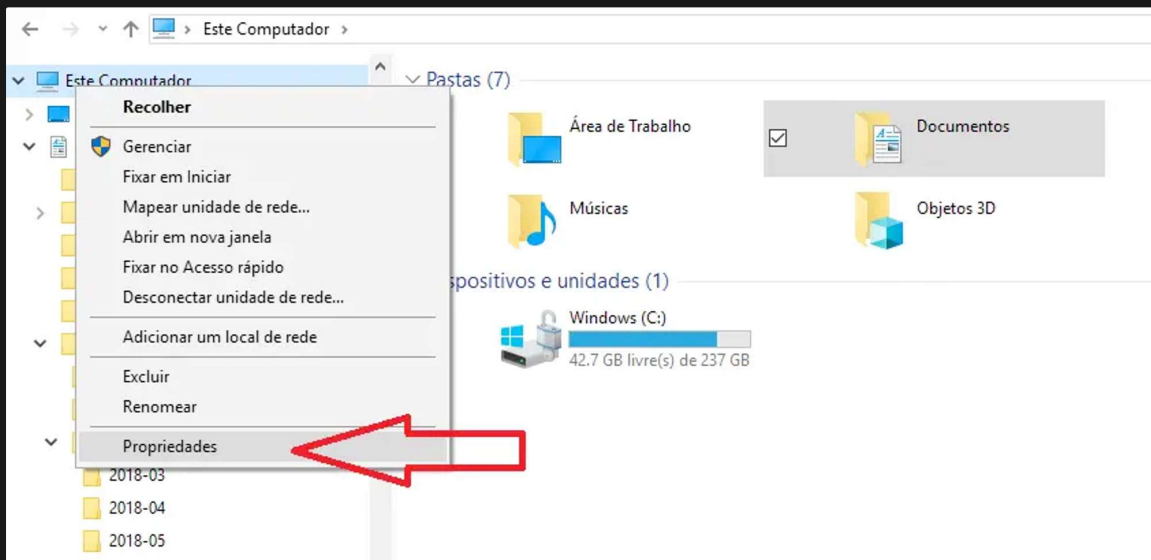 Este Computador
Este Computador
Recolher
Gerenciar
Fixar em Iniciar
Mapear unidade de rede...
Abrir em nova janela
Fixar no Acesso rápido
Desconectar unidade de rede...
Adicionar um local de rede
Excluir
Renomear
Propriedades
2018-03
2018-04
2018-05
Pastas (7)
Área de Trabalho
Documentos
Músicas
Objetos 3D
spositivos e unidades (1)
Windows (C:)
42.7 GB livre(s) de 237 GB